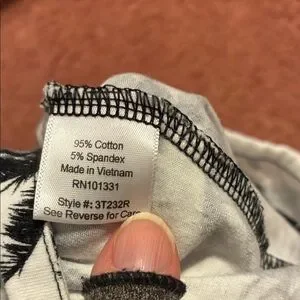 95% Cotton
5% Spandex
Made in Vietnam
RN101331
Style #: 3T232R
See Reverse for Care